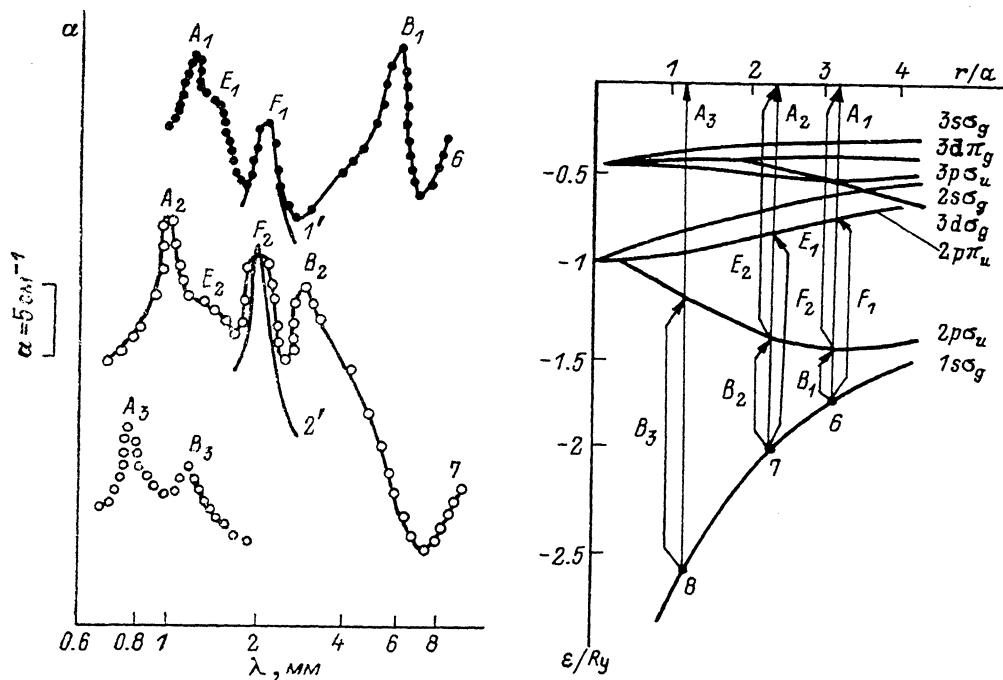 α
A₁
E₁
F₁
B₁
6
1′
A₂
E₂
F₂
B₂
2′
7
A₃
B₃
α = 5 см⁻¹
0.6 0.8 1 2 4 6 8
λ, мм
1 2 3 4 r/a
A₃ A₂ A₁
3sσg
3dπg
3pσu
2sσg
3dσg
2pπu
2pσu
1sσg
-0.5
-1
-1.5
-2
-2.5
E₁
E₂
F₂
F₁
B₁
B₂
B₃
6
7
8
ε/Ry